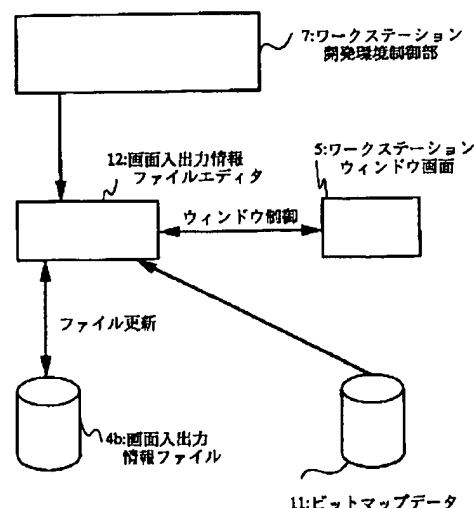 7:ワークステーション
開発環境制御部
12:画面入出力情報
ファイルエディタ
5:ワークステーション
ウィンドウ画面
ウィンドウ制御
ファイル更新
4b:画面入出力
情報ファイル
11:ビットマップデータ